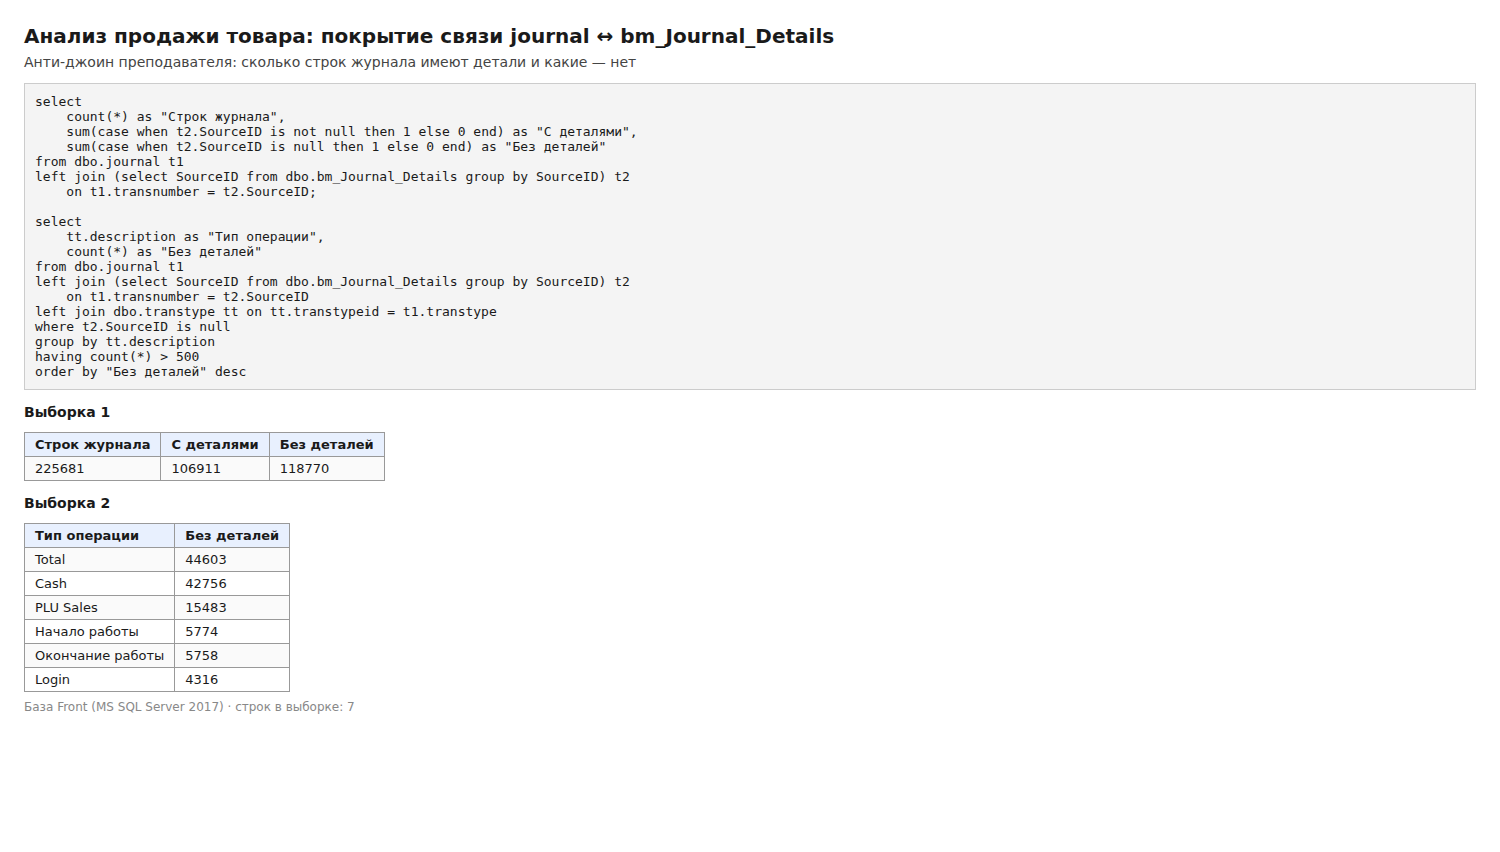 Анализ продажи товара: покрытие связи journal ↔ bm_Journal_Details
Анти-джоин преподавателя: сколько строк журнала имеют детали и какие — нет
select
    count(*) as "Строк журнала",
    sum(case when t2.SourceID is not null then 1 else 0 end) as "С деталями",
    sum(case when t2.SourceID is null then 1 else 0 end) as "Без деталей"
from dbo.journal t1
left join (select SourceID from dbo.bm_Journal_Details group by SourceID) t2
    on t1.transnumber = t2.SourceID;

select
    tt.description as "Тип операции",
    count(*) as "Без деталей"
from dbo.journal t1
left join (select SourceID from dbo.bm_Journal_Details group by SourceID) t2
    on t1.transnumber = t2.SourceID
left join dbo.transtype tt on tt.transtypeid = t1.transtype
where t2.SourceID is null
group by tt.description
having count(*) > 500
order by "Без деталей" desc
Выборка 1
Строк журнала С деталями Без деталей
225681 106911 118770
Выборка 2
Тип операции Без деталей
Total 44603
Cash 42756
PLU Sales 15483
Начало работы 5774
Окончание работы 5758
Login 4316
База Front (MS SQL Server 2017) · строк в выборке: 7